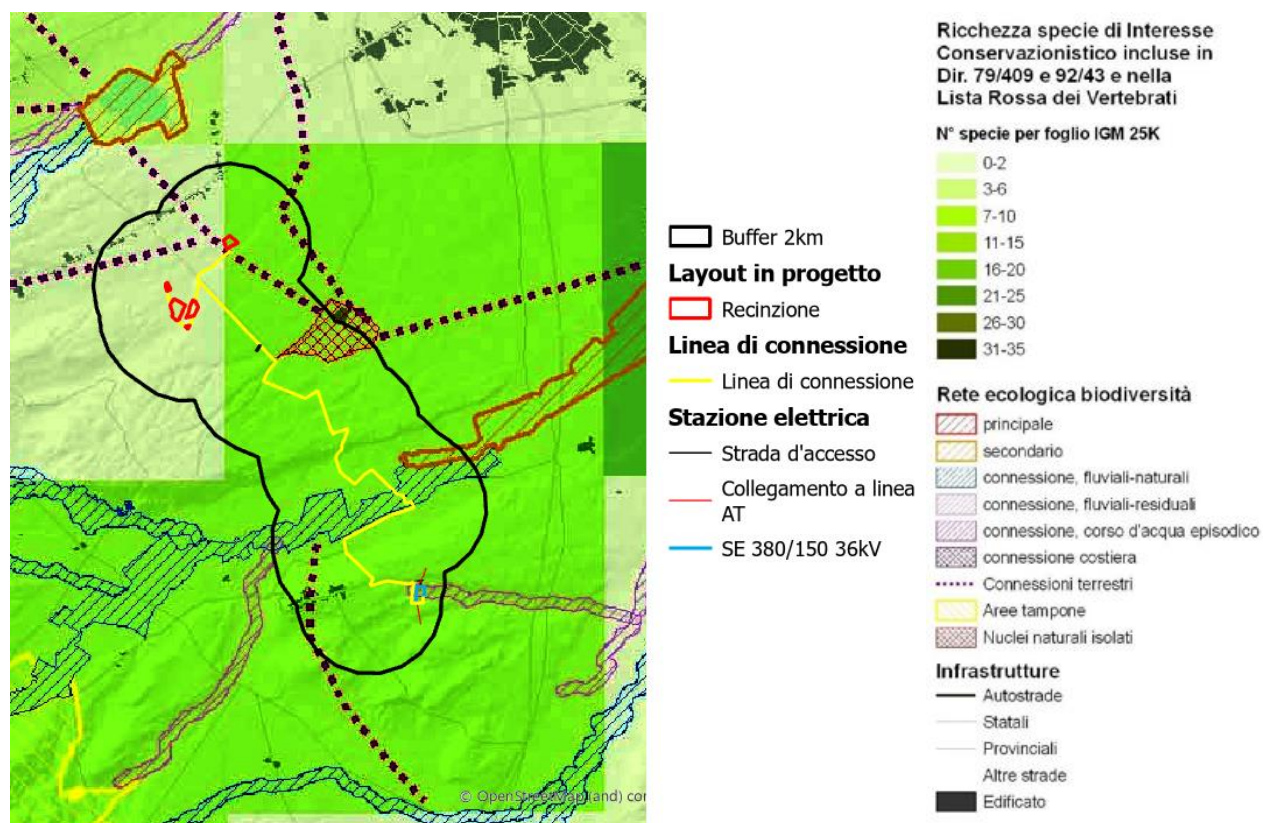 © OpenStreetMap (and) cor
Buffer 2km
Layout in progetto
Recinzione
Linea di connessione
Linea di connessione
Stazione elettrica
Strada d'accesso
Collegamento a linea
AT
SE 380/150 36kV
Ricchezza specie di Interesse
Conservazionistico incluse in
Dir. 79/409 e 92/43 e nella
Lista Rossa dei Vertebrati
N° specie per foglio IGM 25K
0-2
3-6
7-10
11-15
16-20
21-25
26-30
31-35
Rete ecologica biodiversità
principale
secondario
connessione, fluviali-naturali
connessione, fluviali-residuali
connessione, corso d'acqua episodico
connessione costiera
Connessioni terrestri
Aree tampone
Nuclei naturali isolati
Infrastrutture
Autostrade
Statali
Provinciali
Altre strade
Edificato